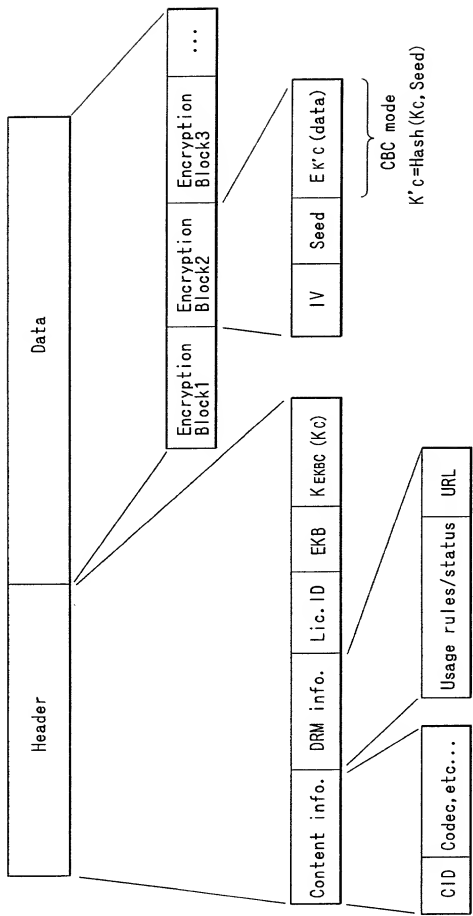 Header
Data
Encryption
Block1
Encryption
Block2
Encryption
Block3
...
Content info.
DRM info.
Lic. ID
EKB
KEKBC (Kc)
IV
Seed
EK'c (data)
CBC mode
K'c=Hash(Kc, Seed)
CID
Codec, etc...
Usage rules/status
URL